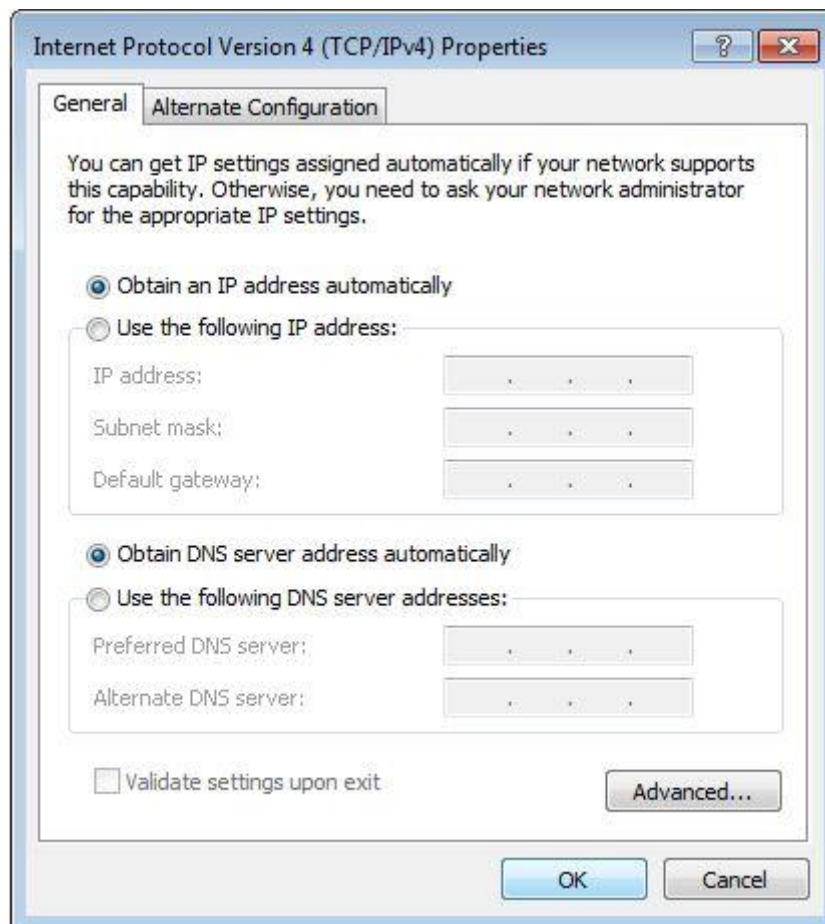 Internet Protocol Version 4 (TCP/IPv4) Properties
?
General
Alternate Configuration
You can get IP settings assigned automatically if your network supports
this capability. Otherwise, you need to ask your network administrator
for the appropriate IP settings.
Obtain an IP address automatically
Use the following IP address:
IP address:
. . .
Subnet mask:
. . .
Default gateway:
. . .
Obtain DNS server address automatically
Use the following DNS server addresses:
Preferred DNS server:
. . .
Alternate DNS server:
. . .
Validate settings upon exit
Advanced...
OK
Cancel